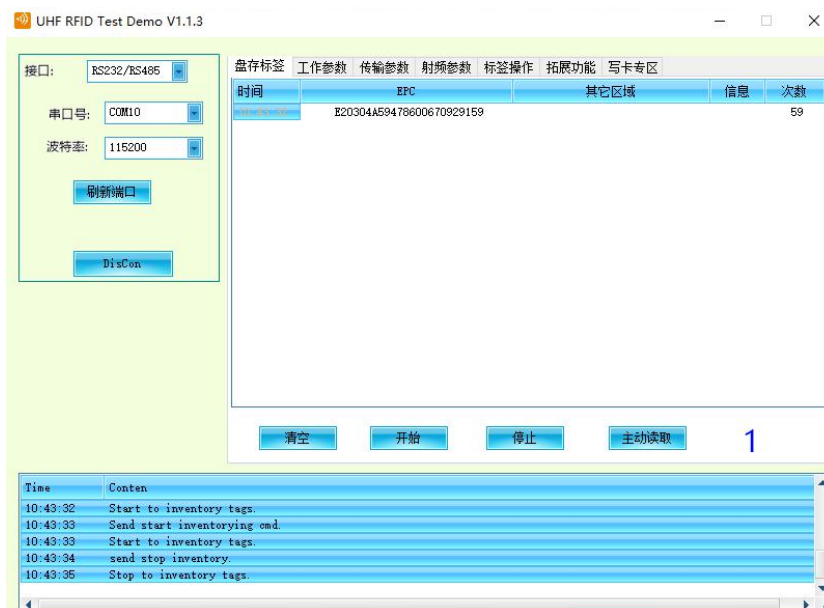 UHF RFID Test Demo V1.1.3
接口: RS232/RS485
串口号: COM10
波特率: 115200
刷新端口
DisCon
盘存标签 工作参数 传输参数 射频参数 标签操作 拓展功能 写卡专区
时间 EPC 其它区域 信息 次数
E20304A59478600670929159 59
清空 开始 停止 主动读取 1
Time Conten
10:43:32 Start to inventory tags.
10:43:33 Send start inventorying cmd.
10:43:33 Start to inventory tags.
10:43:34 send stop inventory.
10:43:35 Stop to inventory tags.